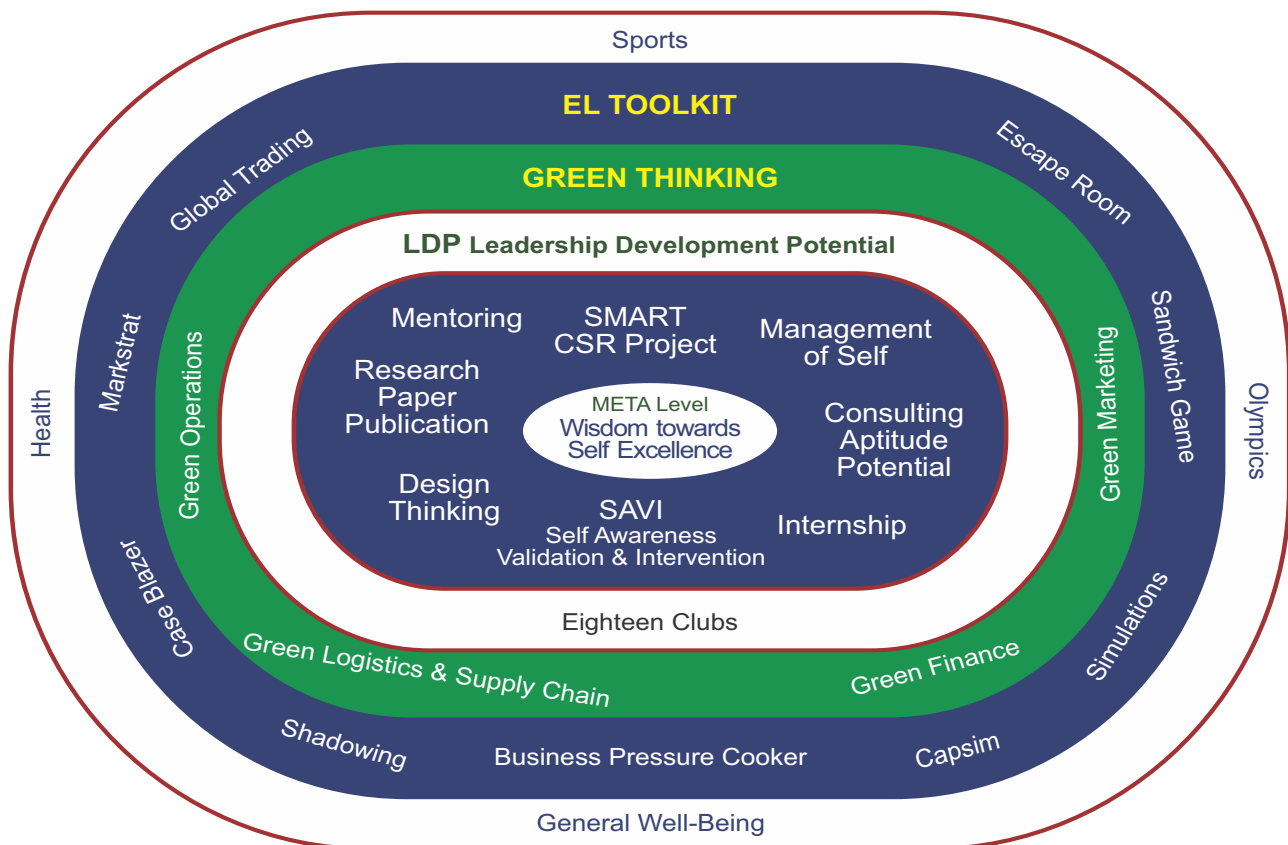 Sports
EL TOOLKIT
Global Trading
Escape Room
GREEN THINKING
LDP Leadership Development Potential
Mentoring
SMART
CSR Project
Management
of Self
Research
Paper
Publication
META Level
Wisdom towards
Self Excellence
Consulting
Aptitude
Potential
Design
Thinking
SAVI
Self Awareness
Validation & Intervention
Internship
Eighteen Clubs
Health
Markstrat
Green Operations
Green Marketing
Sandwich Game
Olympics
Case Blazer
Green Logistics & Supply Chain
Green Finance
Simulations
Shadowing
Business Pressure Cooker
Capsim
General Well-Being